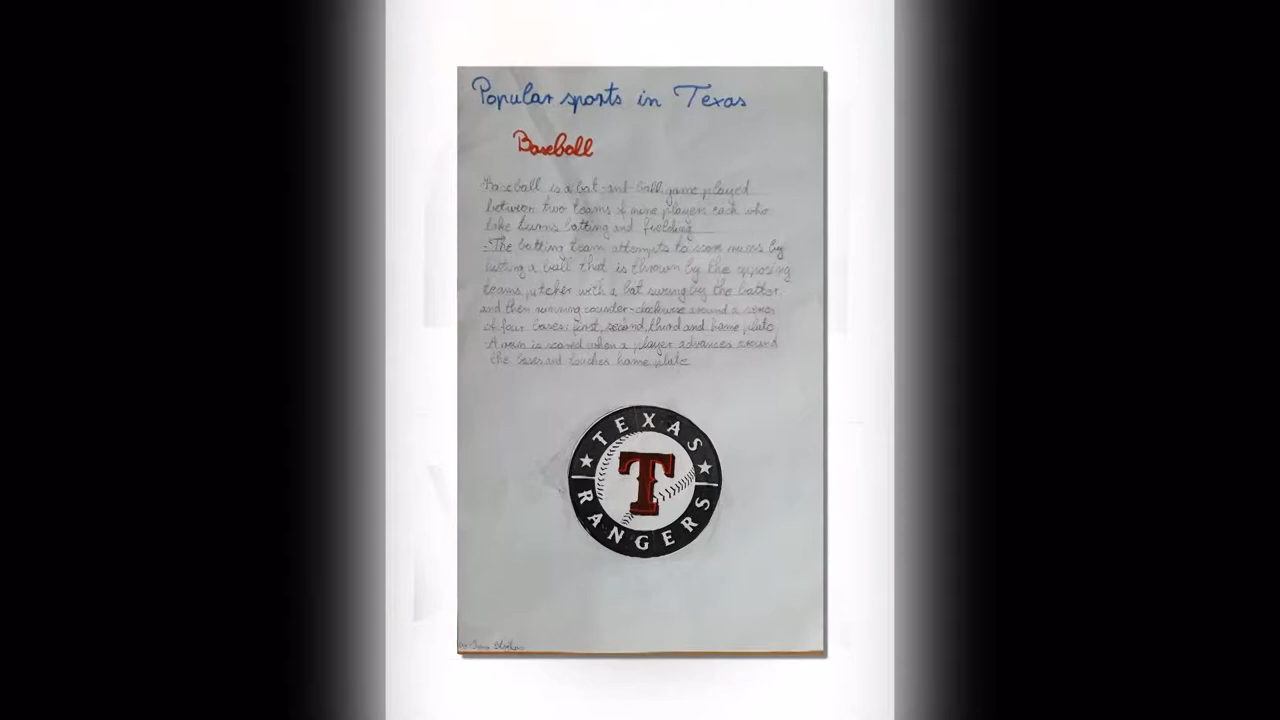 Popular sports in Texas
Baseball
Baseball is a bat-and-ball game played
between two teams of nine players each who
take turns batting and fielding
-The batting team attempts to score runs by
hitting a ball that is thrown by the opposing
teams pitcher with a bat swung by the batter.
and then running counter-clockwise around a series
of four bases: first, second, third and home plate
A run is scored when a player advances around
the bases and touches home plate
TEXAS
T
RANGERS
by